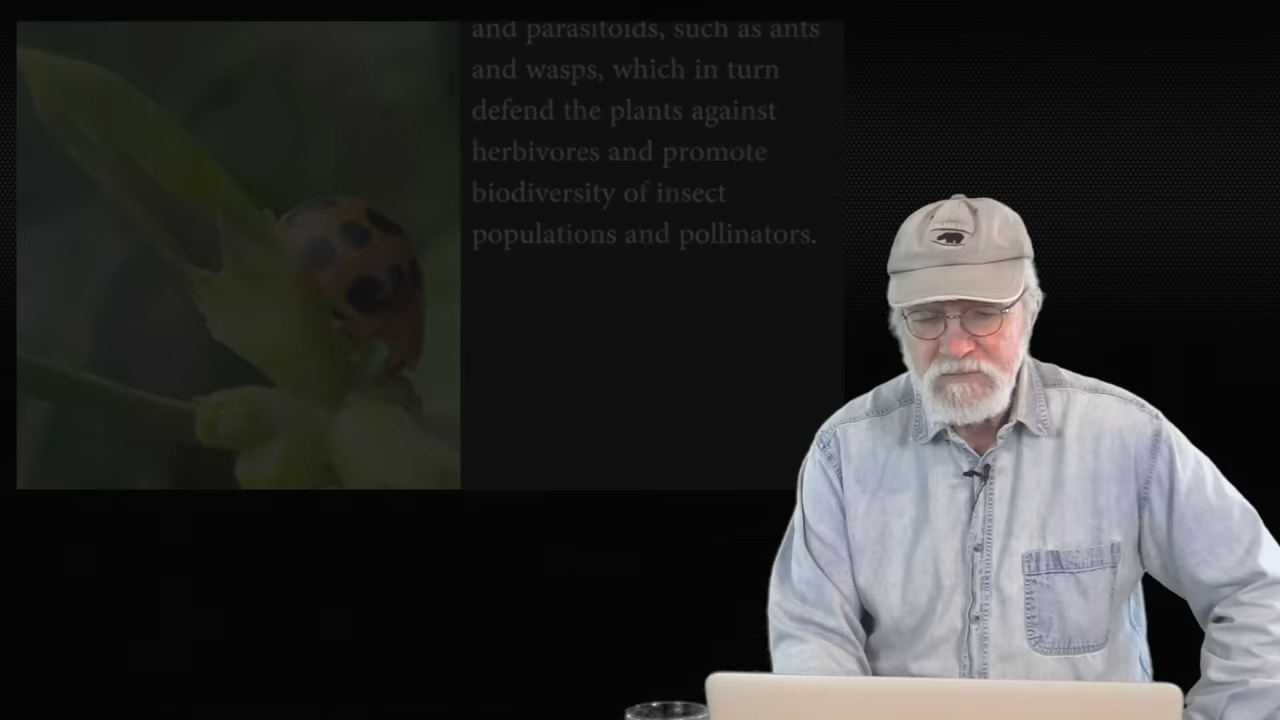 and parasitoids, such as ants
and wasps, which in turn
defend the plants against
herbivores and promote
biodiversity of insect
populations and pollinators.